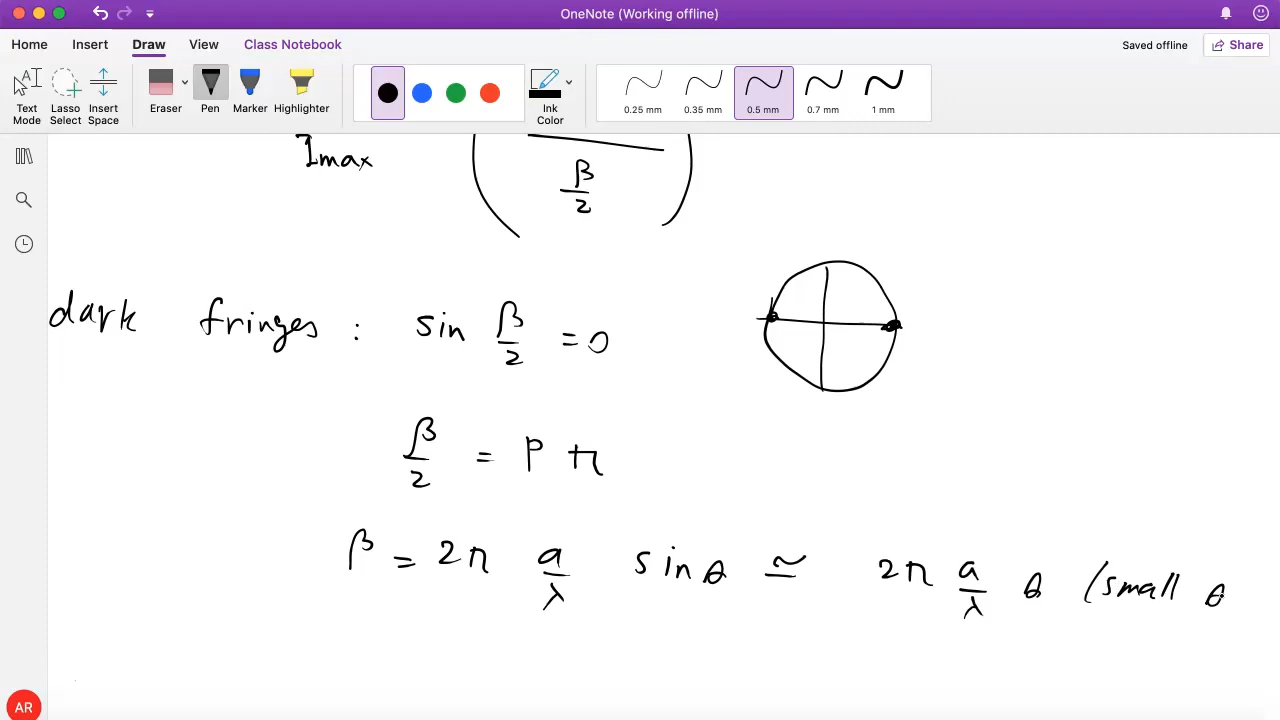 OneNote (Working offline)
Home Insert Draw View Class Notebook
Saved offline Share
Text Mode
Lasso Select
Insert Space
Eraser
Pen
Marker
Highlighter
Ink Color
0.25 mm 0.35 mm 0.5 mm 0.7 mm 1 mm
Imax ( / β/2 )
dark fringes : sin β/2 = 0
β/2 = P π
β = 2π a/λ sin θ ≃ 2π a/λ θ (small θ
AR